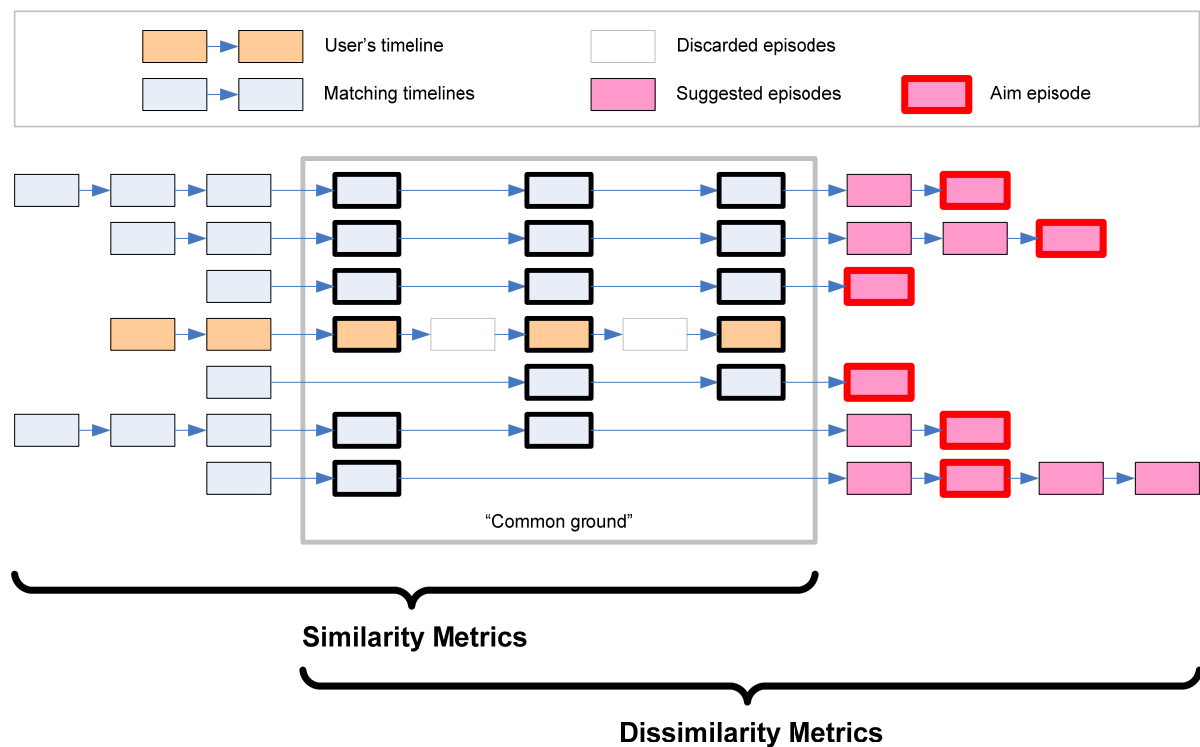 User's timeline
Discarded episodes
Matching timelines
Suggested episodes
Aim episode
“Common ground”
Similarity Metrics
Dissimilarity Metrics